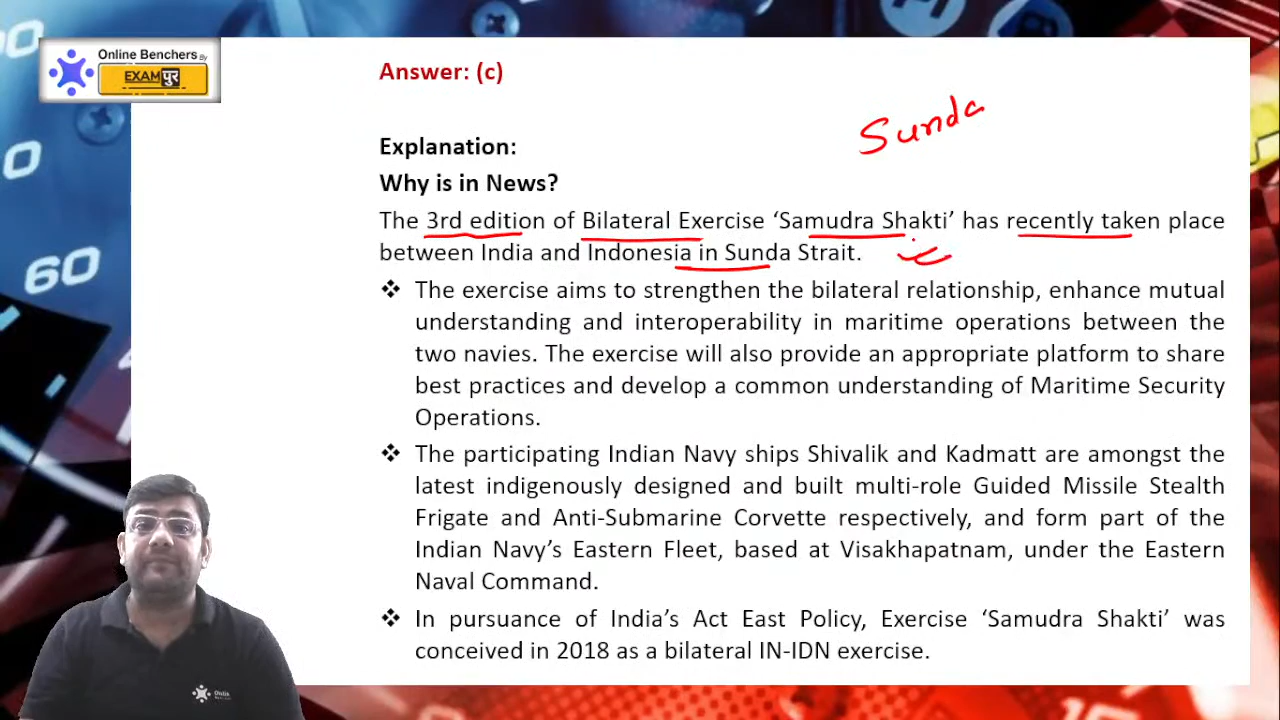 Online Benchers By
EXAMपुर
Answer: (c)
Sunda
Explanation:
Why is in News?
The 3rd edition of Bilateral Exercise ‘Samudra Shakti’ has recently taken place
between India and Indonesia in Sunda Strait.
❖ The exercise aims to strengthen the bilateral relationship, enhance mutual
understanding and interoperability in maritime operations between the
two navies. The exercise will also provide an appropriate platform to share
best practices and develop a common understanding of Maritime Security
Operations.
❖ The participating Indian Navy ships Shivalik and Kadmatt are amongst the
latest indigenously designed and built multi-role Guided Missile Stealth
Frigate and Anti-Submarine Corvette respectively, and form part of the
Indian Navy’s Eastern Fleet, based at Visakhapatnam, under the Eastern
Naval Command.
❖ In pursuance of India’s Act East Policy, Exercise ‘Samudra Shakti’ was
conceived in 2018 as a bilateral IN-IDN exercise.
60